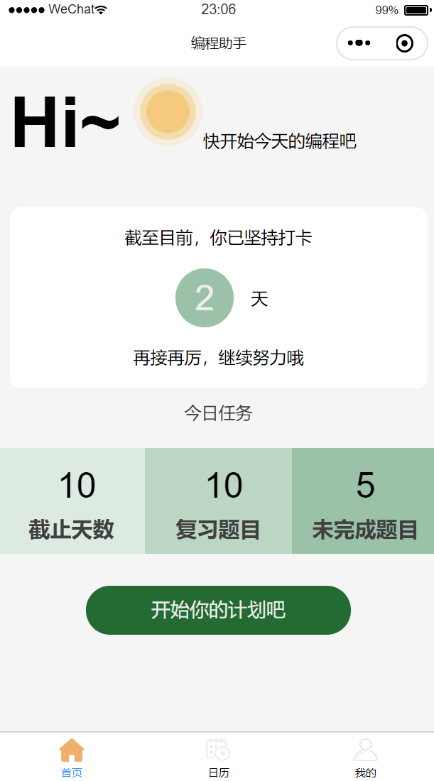 ●●●●● WeChat 23:06 99%
编程助手
Hi~
快开始今天的编程吧
截至目前，你已坚持打卡
2 天
再接再厉，继续努力哦
今日任务
10 10 5
截止天数 复习题目 未完成题目
开始你的计划吧
首页 日历 我的